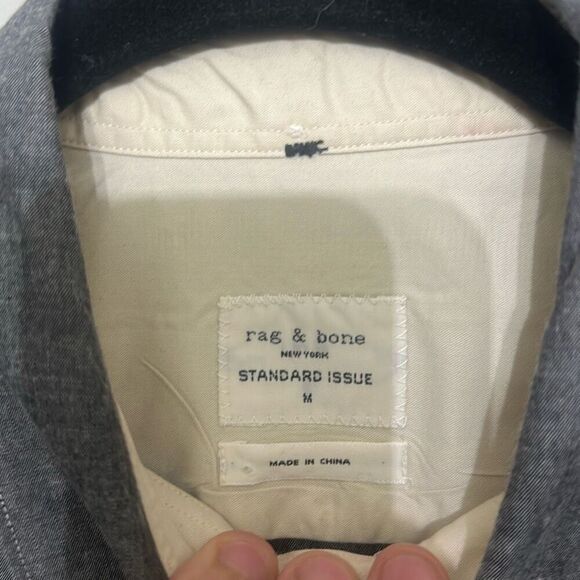 rag & bone
NEW YORK
STANDARD ISSUE
M
MADE IN CHINA